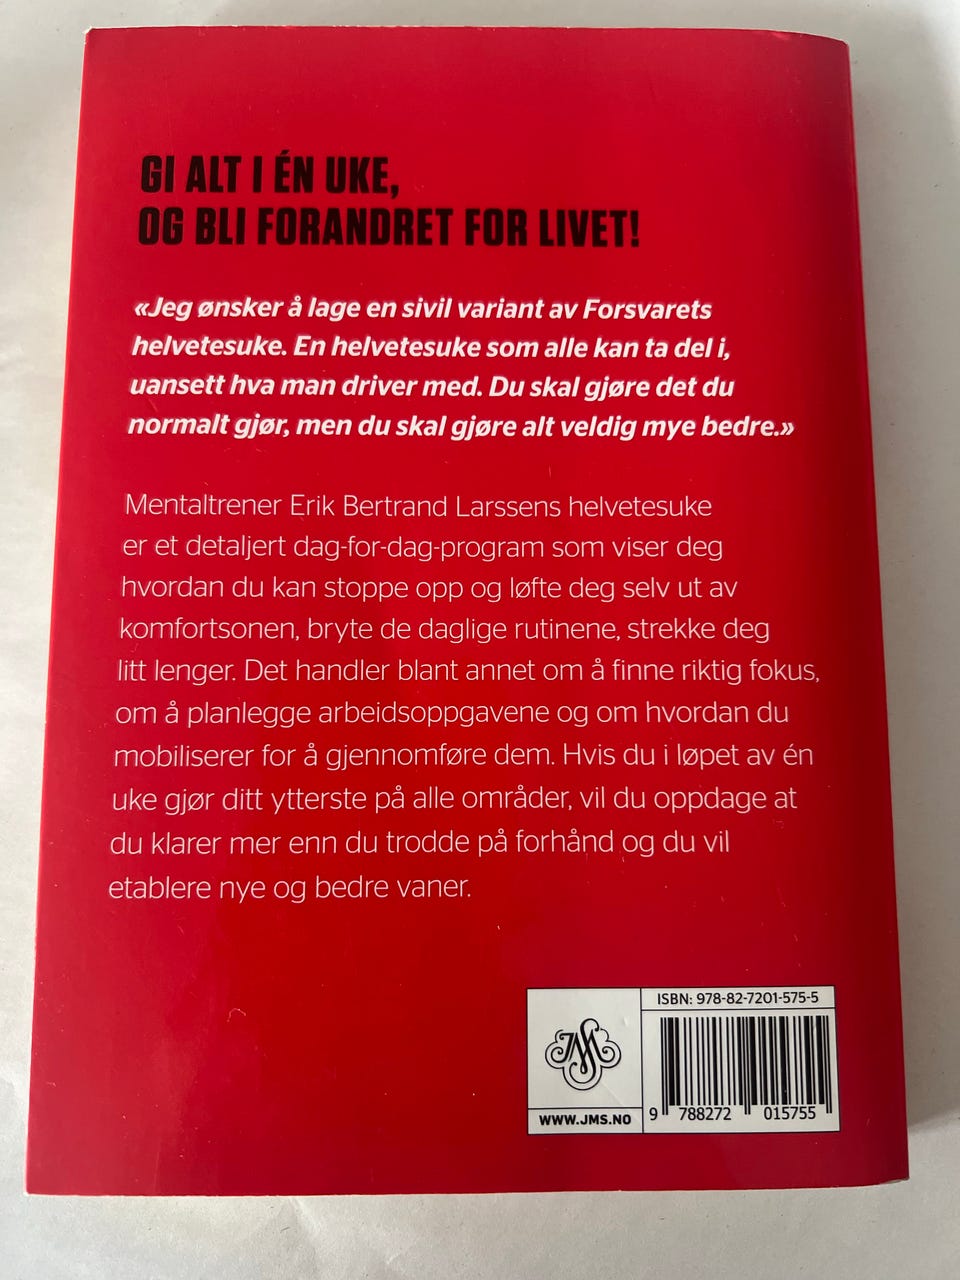 GI ALT I ÉN UKE,
OG BLI FORANDRET FOR LIVET!
«Jeg ønsker å lage en sivil variant av Forsvarets
helvetesuke. En helvetesuke som alle kan ta del i,
uansett hva man driver med. Du skal gjøre det du
normalt gjør, men du skal gjøre alt veldig mye bedre.»
Mentaltrener Erik Bertrand Larssens helvetesuke
er et detaljert dag-for-dag-program som viser deg
hvordan du kan stoppe opp og løfte deg selv ut av
komfortsonen, bryte de daglige rutinene, strekke deg
litt lenger. Det handler blant annet om å finne riktig fokus,
om å planlegge arbeidsoppgavene og om hvordan du
mobiliserer for å gjennomføre dem. Hvis du i løpet av én
uke gjør ditt ytterste på alle områder, vil du oppdage at
du klarer mer enn du trodde på forhånd og du vil
etablere nye og bedre vaner.
ISBN: 978-82-7201-575-5
JMS
WWW.JMS.NO
9 788272 015755